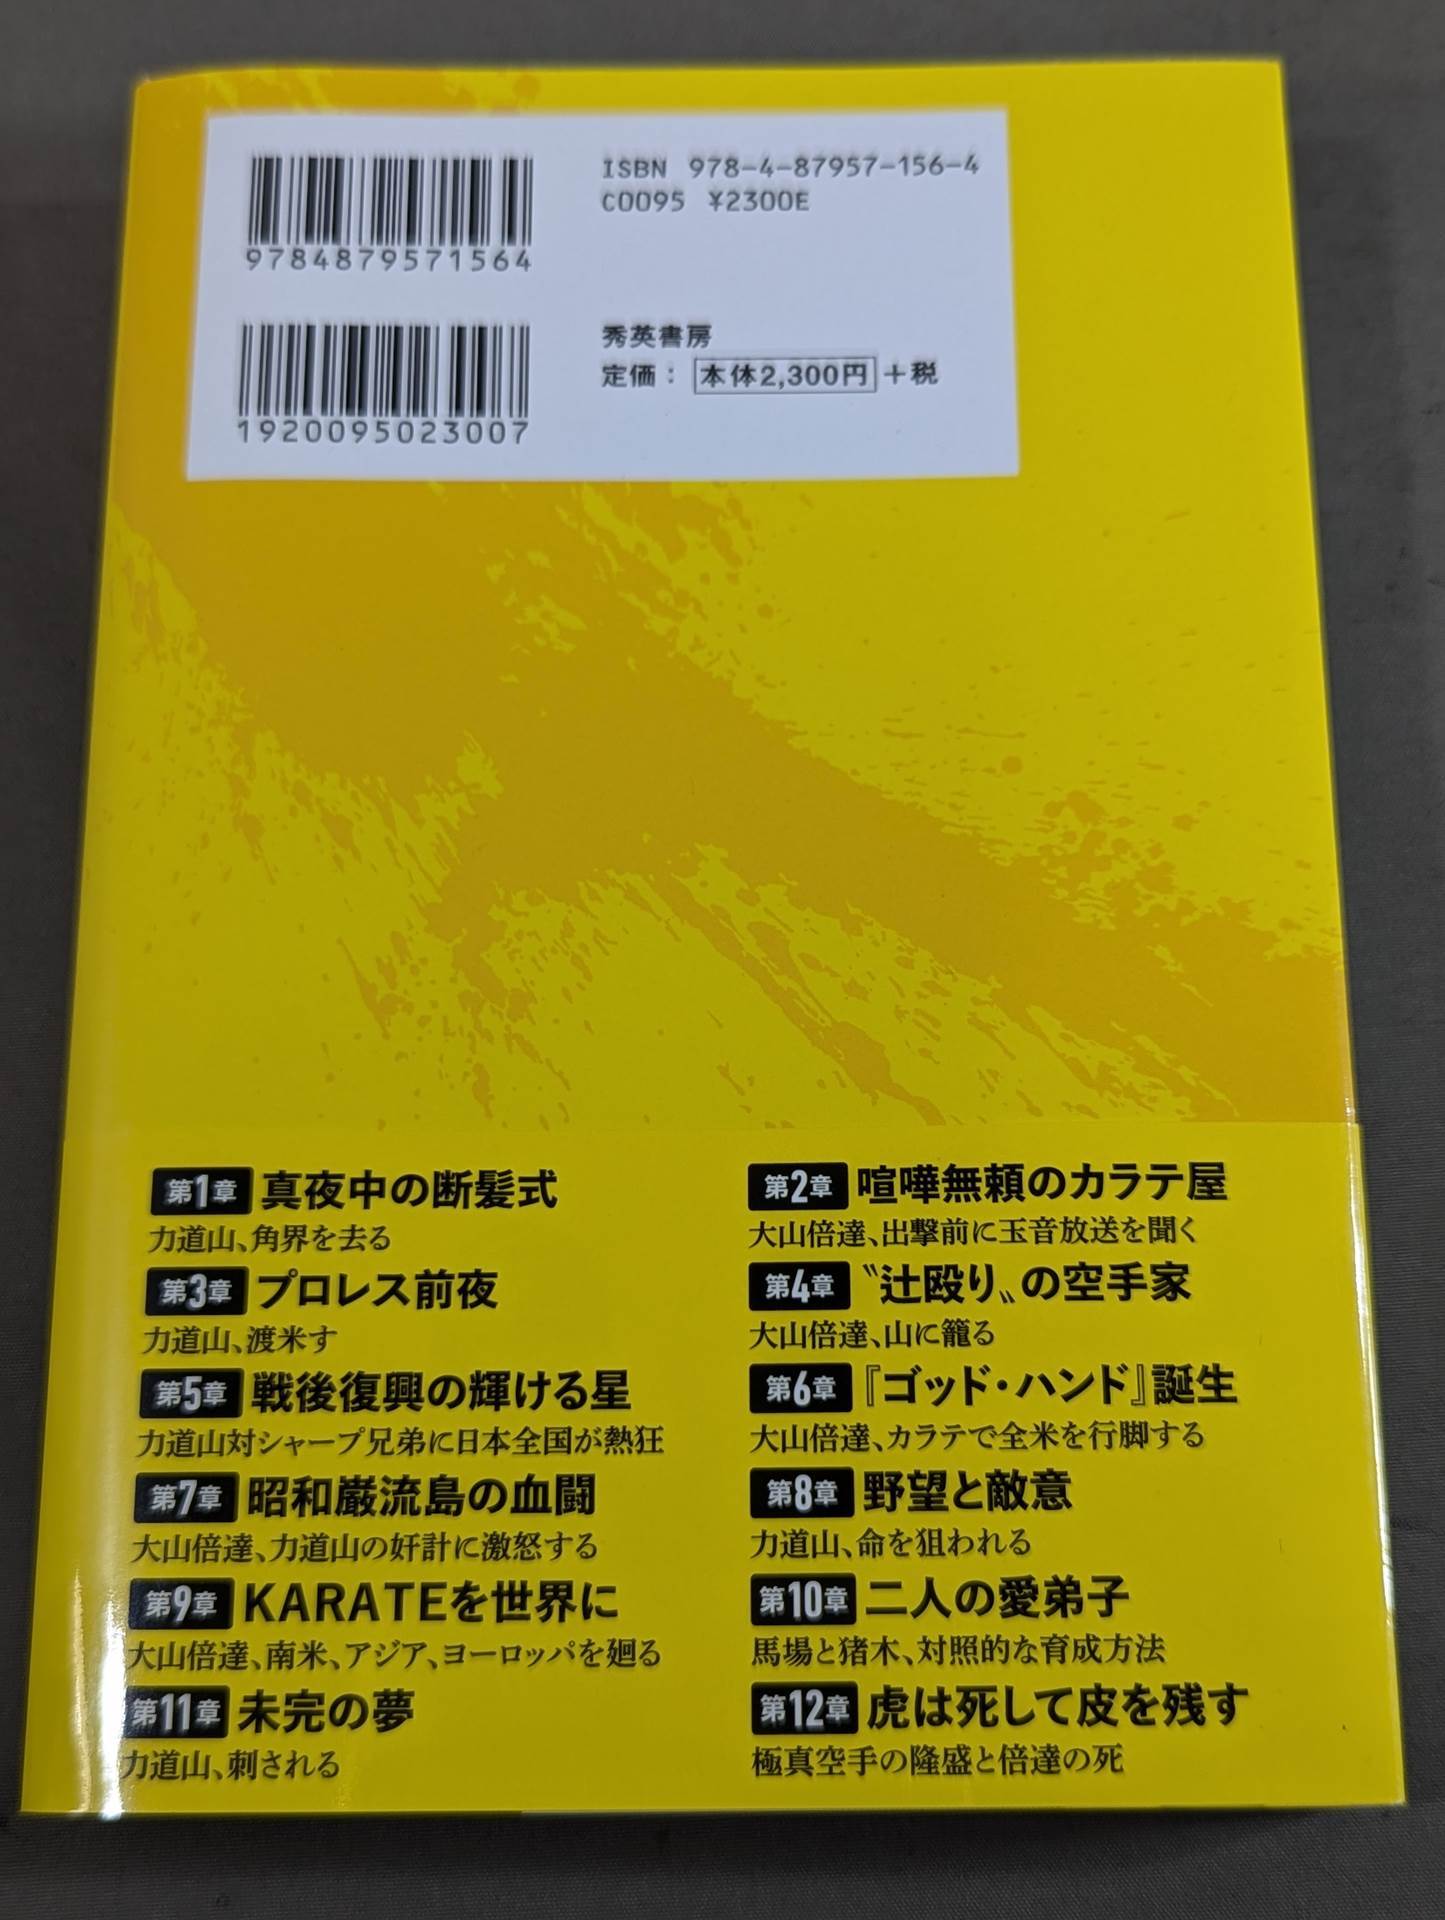 ISBN 978-4-87957-156-4
C0095 ¥2300E
9784879571564
秀英書房
定価：本体2,300円+税
1920095023007
第1章 真夜中の断髪式
力道山、角界を去る
第2章 喧嘩無頼のカラテ屋
大山倍達、出撃前に玉音放送を聞く
第3章 プロレス前夜
力道山、渡米す
第4章 〝辻殴り〟の空手家
大山倍達、山に籠る
第5章 戦後復興の輝ける星
力道山対シャープ兄弟に日本全国が熱狂
第6章 『ゴッド・ハンド』誕生
大山倍達、カラテで全米を行脚する
第7章 昭和巌流島の血闘
大山倍達、力道山の奸計に激怒する
第8章 野望と敵意
力道山、命を狙われる
第9章 KARATEを世界に
大山倍達、南米、アジア、ヨーロッパを廻る
第10章 二人の愛弟子
馬場と猪木、対照的な育成方法
第11章 未完の夢
力道山、刺される
第12章 虎は死して皮を残す
極真空手の隆盛と倍達の死